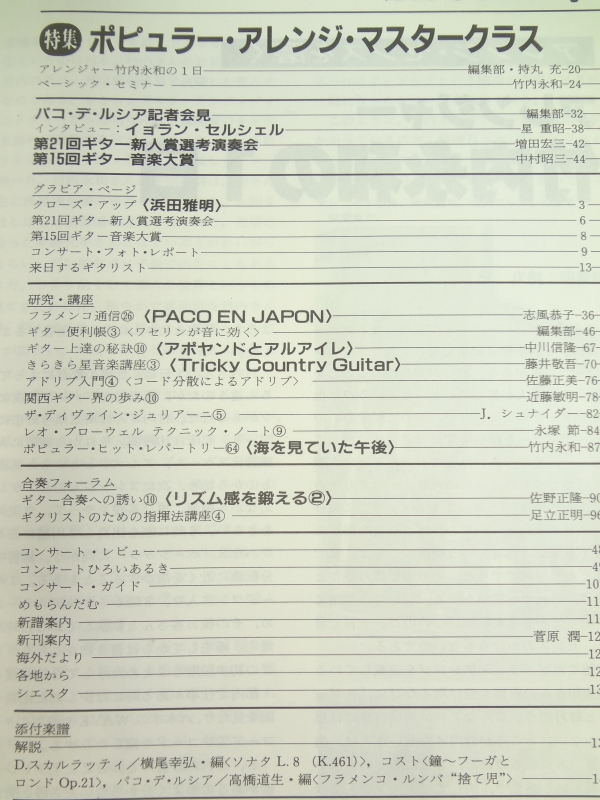 特集 ポピュラー・アレンジ・マスタークラス
アレンジャー竹内永和の1日 編集部・持丸 充-20
ベーシック・セミナー 竹内永和-24
パコ・デ・ルシア記者会見 編集部-32
インタビュー：イョラン・セルシェル 星 重昭-38
第21回ギター新人賞選考演奏会 増田宏三-42
第15回ギター音楽大賞 中村昭三-44
グラビア・ページ
クローズ・アップ〈浜田雅明〉 3
第21回ギター新人賞選考演奏会 6
第15回ギター音楽大賞 8
コンサート・フォト・レポート 9
来日するギタリスト 13
研究・講座
フラメンコ通信㉖〈PACO EN JAPON〉 志風恭子-36
ギター便利帳③〈ワセリンが音に効く〉 編集部-46
ギター上達の秘訣⑩〈アポヤンドとアルアイレ〉 中川信隆-67
きらきら星音楽講座③〈Tricky Country Guitar〉 藤井敬吾-70
アドリブ入門④〈コード分散によるアドリブ〉 佐藤正美-76
関西ギター界の歩み⑩ 近藤敏明-78
ザ・ディヴァイン・ジュリアーニ⑤ J. シュナイダー-82
レオ・ブローウェル テクニック・ノート⑨ 永塚 節-84
ポピュラー・ヒット・レパートリー㊿〈海を見ていた午後〉 竹内永和-87
合奏フォーラム
ギター合奏への誘い⑩〈リズム感を鍛える②〉 佐野正隆-90
ギタリストのための指揮法講座④ 足立正明-96
コンサート・レビュー
コンサートひろいあるき
コンサート・ガイド
めもらんだむ
新譜案内
新刊案内 菅原 潤
海外だより
各地から
シエスタ
添付楽譜
解説
D.スカルラッティ／横尾幸弘・編〈ソナタ L.8 (K.461)〉，コスト〈鐘〜フーガと
ロンド Op.21〉，パコ・デ・ルシア／高橋道生・編〈フラメンコ・ルンバ“捨て児”〉